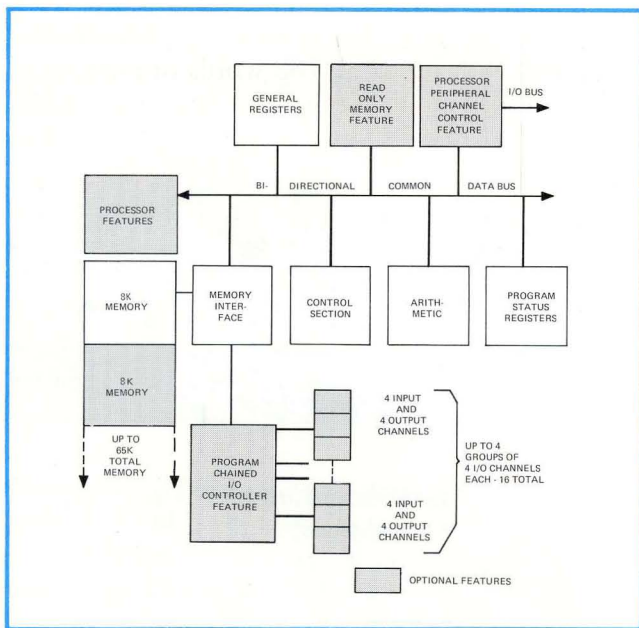 GENERAL
REGISTERS
READ
ONLY
MEMORY
FEATURE
PROCESSOR
PERIPHERAL
CHANNEL
CONTROL
FEATURE
I/O BUS
BI- DIRECTIONAL COMMON DATA BUS
PROCESSOR
FEATURES
8K
MEMORY
MEMORY
INTER-
FACE
CONTROL
SECTION
ARITH-
METIC
PROGRAM
STATUS
REGISTERS
8K
MEMORY
UP TO
65K
TOTAL
MEMORY
PROGRAM
CHAINED
I/O
CONTROLLER
FEATURE
4 INPUT
AND
4 OUTPUT
CHANNELS
UP TO 4
GROUPS OF
4 I/O CHANNELS
EACH - 16 TOTAL
4 INPUT
AND
4 OUTPUT
CHANNELS
OPTIONAL FEATURES